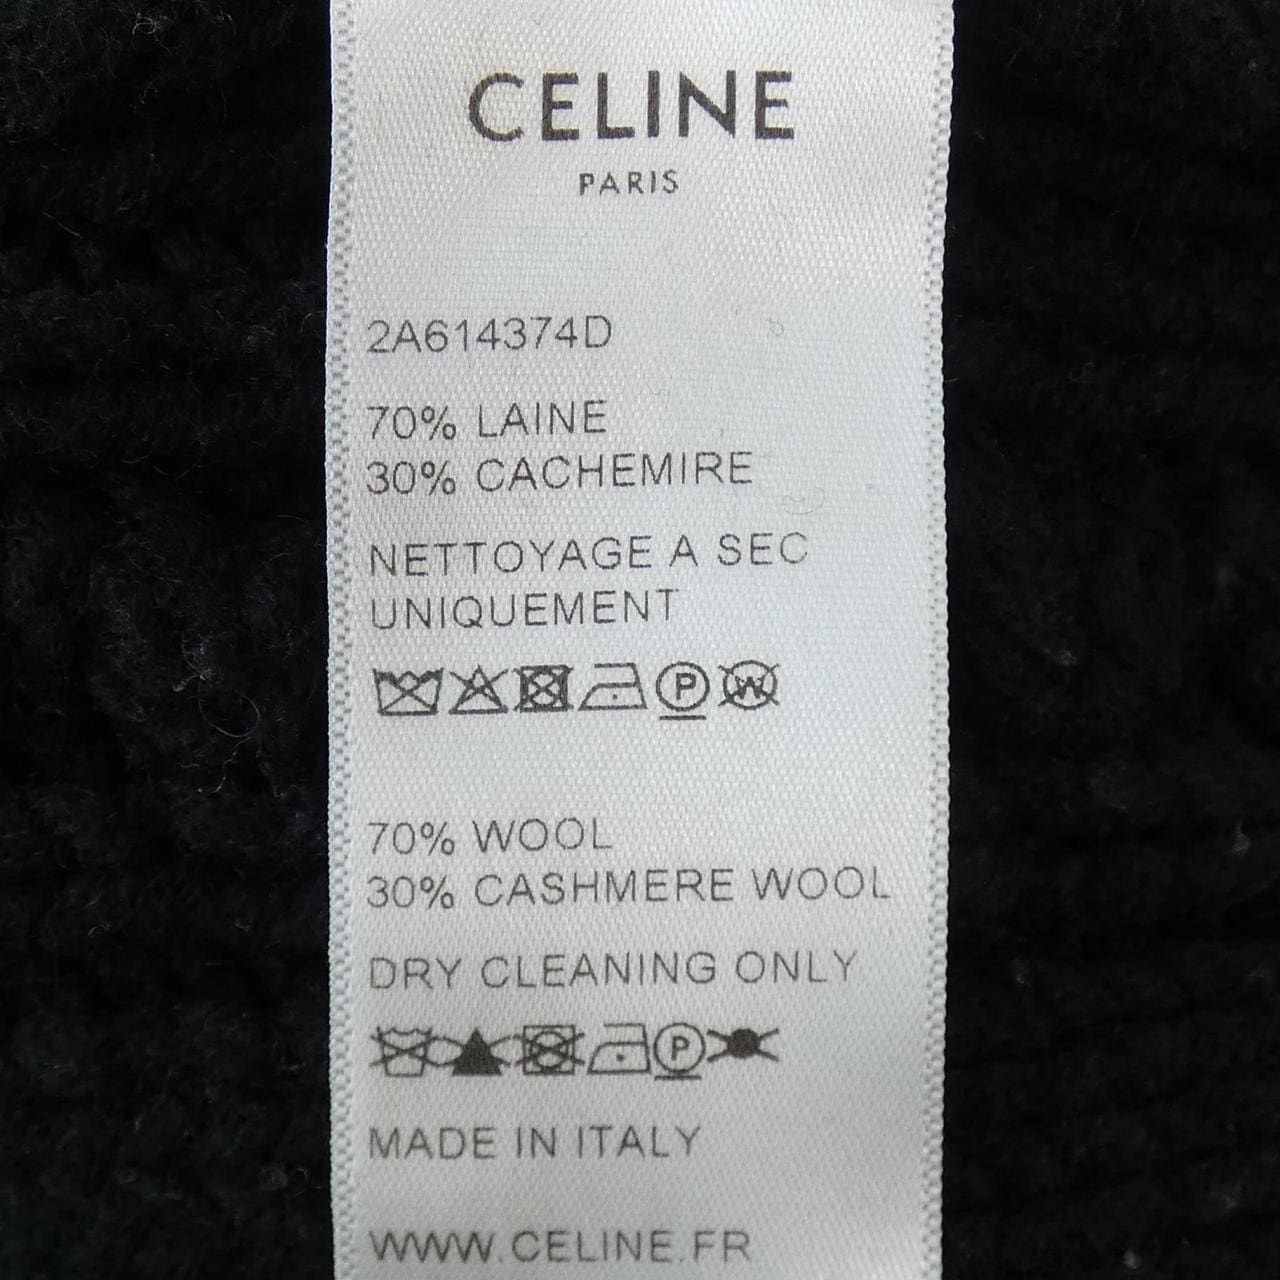 CELINE
PARIS
2A614374D
70% LAINE
30% CACHEMIRE
NETTOYAGE A SEC
UNIQUEMENT
P W
70% WOOL
30% CASHMERE WOOL
DRY CLEANING ONLY
P
MADE IN ITALY
WWW.CELINE.FR